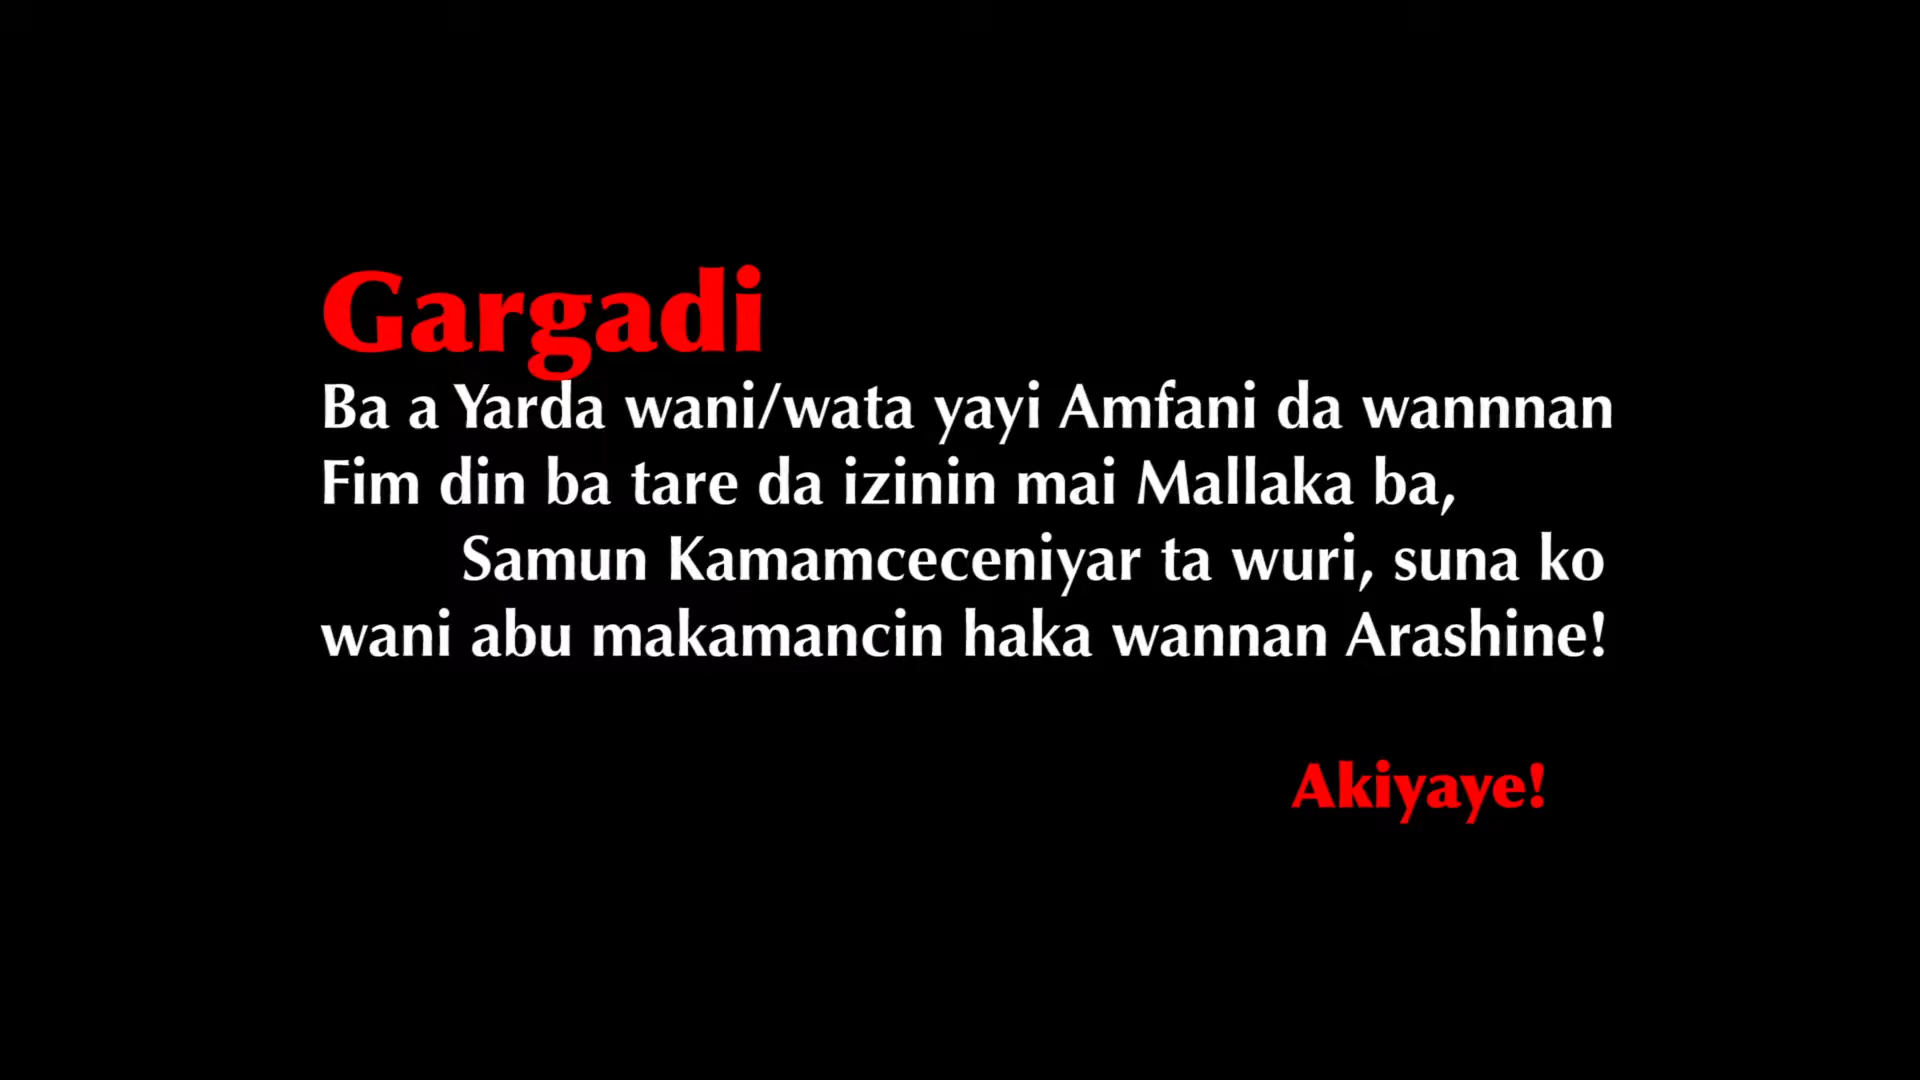 Gargadi
Ba a Yarda wani/wata yayi Amfani da wannnan
Fim din ba tare da izinin mai Mallaka ba,
Samun Kamamceceniyar ta wuri, suna ko
wani abu makamancin haka wannan Arashine!
Akiyaye!